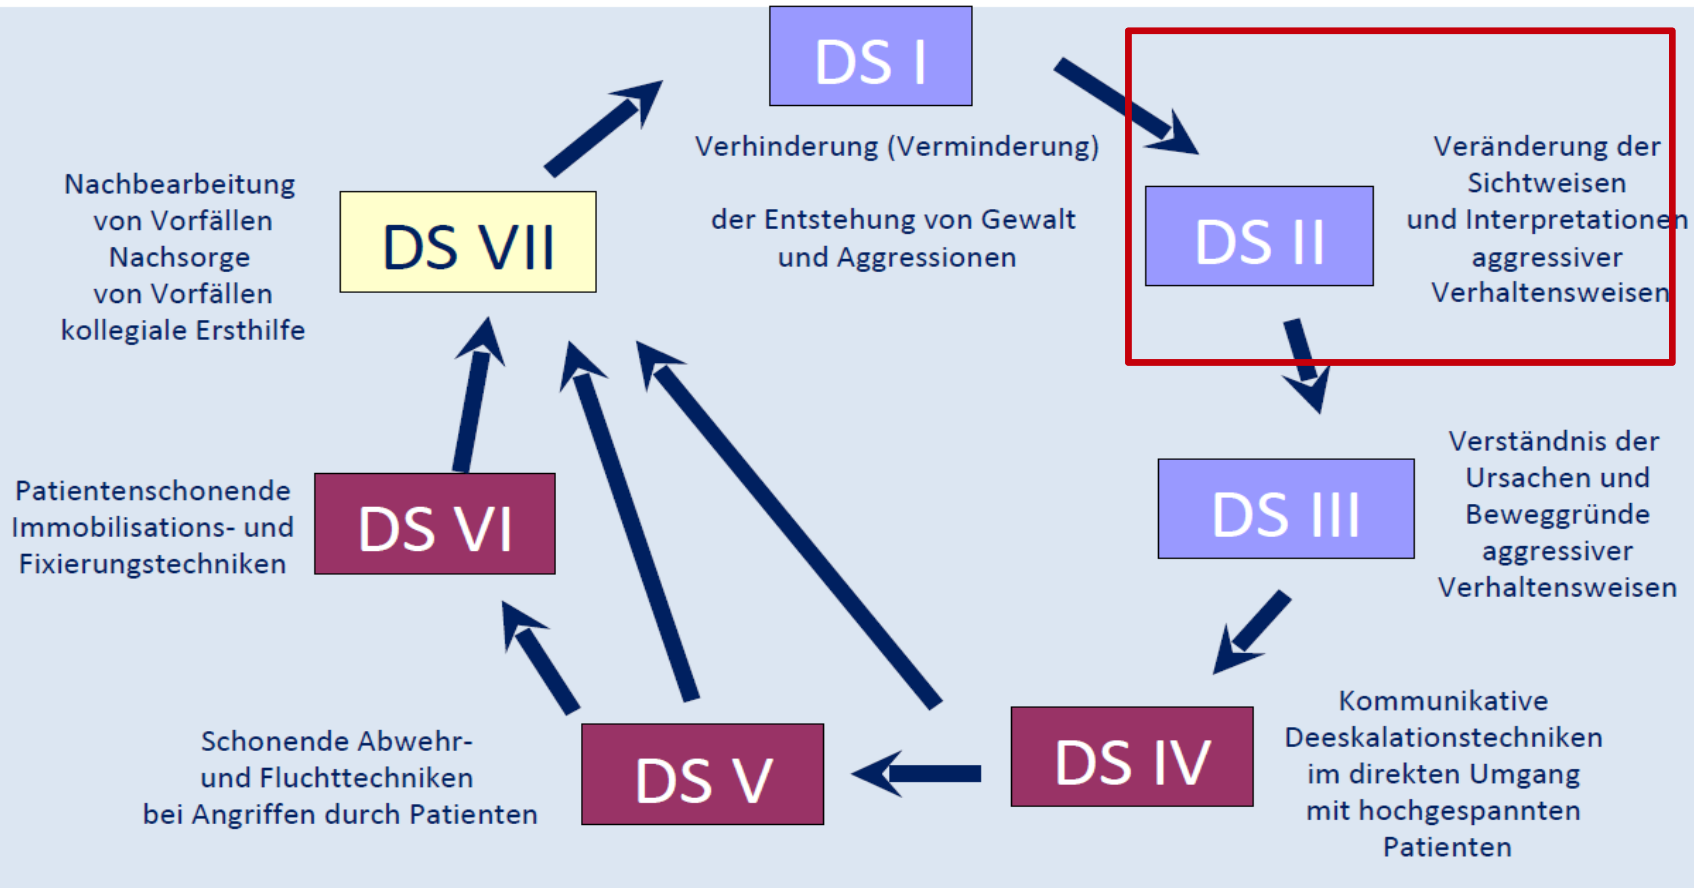 DS I
Verhinderung (Verminderung)
der Entstehung von Gewalt
und Aggressionen
DS II
Veränderung der
Sichtweisen
und Interpretationen
aggressiver
Verhaltensweisen
DS III
Verständnis der
Ursachen und
Beweggründe
aggressiver
Verhaltensweisen
DS IV
Kommunikative
Deeskalationstechniken
im direkten Umgang
mit hochgespannten
Patienten
DS V
Schonende Abwehr-
und Fluchttechniken
bei Angriffen durch Patienten
DS VI
Patientenschonende
Immobilisations- und
Fixierungstechniken
DS VII
Nachbearbeitung
von Vorfällen
Nachsorge
von Vorfällen
kollegiale Ersthilfe